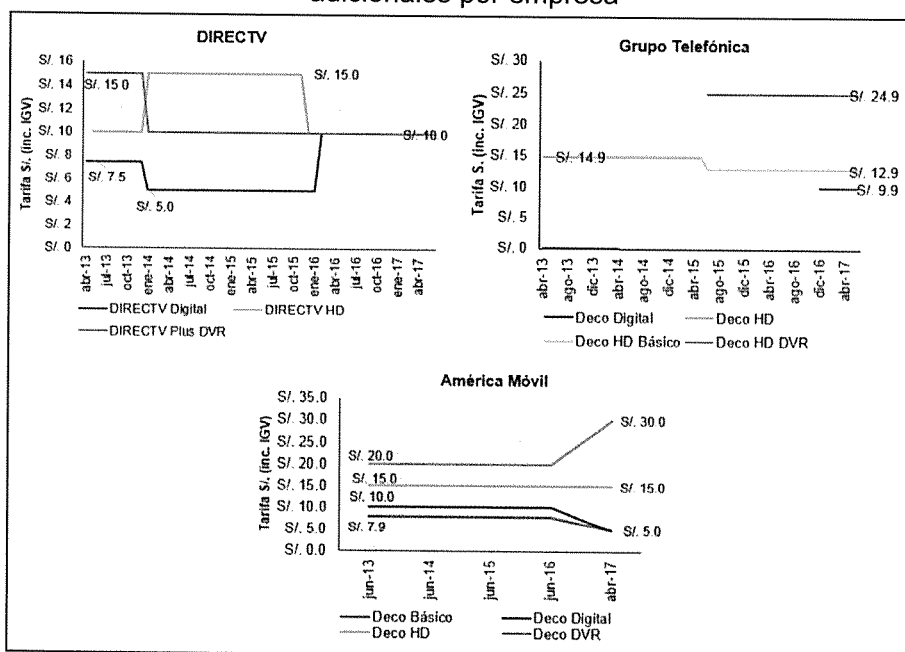 adicionales por empresa
DIRECTV
Tarifa S/. (inc. IGV)
S/. 16
S/. 14
S/. 12
S/. 10
S/. 8
S/. 6
S/. 4
S/. 2
S/. 0
S/. 15.0
S/. 15.0
S/. 10.0
S/. 7.5
S/. 5.0
abr-13
jul-13
oct-13
ene-14
abr-14
jul-14
oct-14
ene-15
abr-15
jul-15
oct-15
ene-16
abr-16
jul-16
oct-16
ene-17
abr-17
DIRECTV Digital
DIRECTV HD
DIRECTV Plus DVR
Grupo Telefónica
Tarifa S/. (inc. IGV)
S/. 30
S/. 25
S/. 20
S/. 15
S/. 10
S/. 5
S/. 0
S/. 24.9
S/. 14.9
S/. 12.9
S/. 9.9
abr-13
ago-13
dic-13
abr-14
ago-14
dic-14
abr-15
ago-15
dic-15
abr-16
ago-16
dic-16
abr-17
Deco Digital
Deco HD
Deco HD Básico
Deco HD DVR
América Móvil
Tarifa S/. (inc. IGV)
S/. 35.0
S/. 30.0
S/. 25.0
S/. 20.0
S/. 15.0
S/. 10.0
S/. 5.0
S/. 0.0
S/. 30.0
S/. 20.0
S/. 15.0
S/. 15.0
S/. 10.0
S/. 7.9
S/. 5.0
jun-13
jun-14
jun-15
jun-16
abr-17
Deco Básico
Deco Digital
Deco HD
Deco DVR